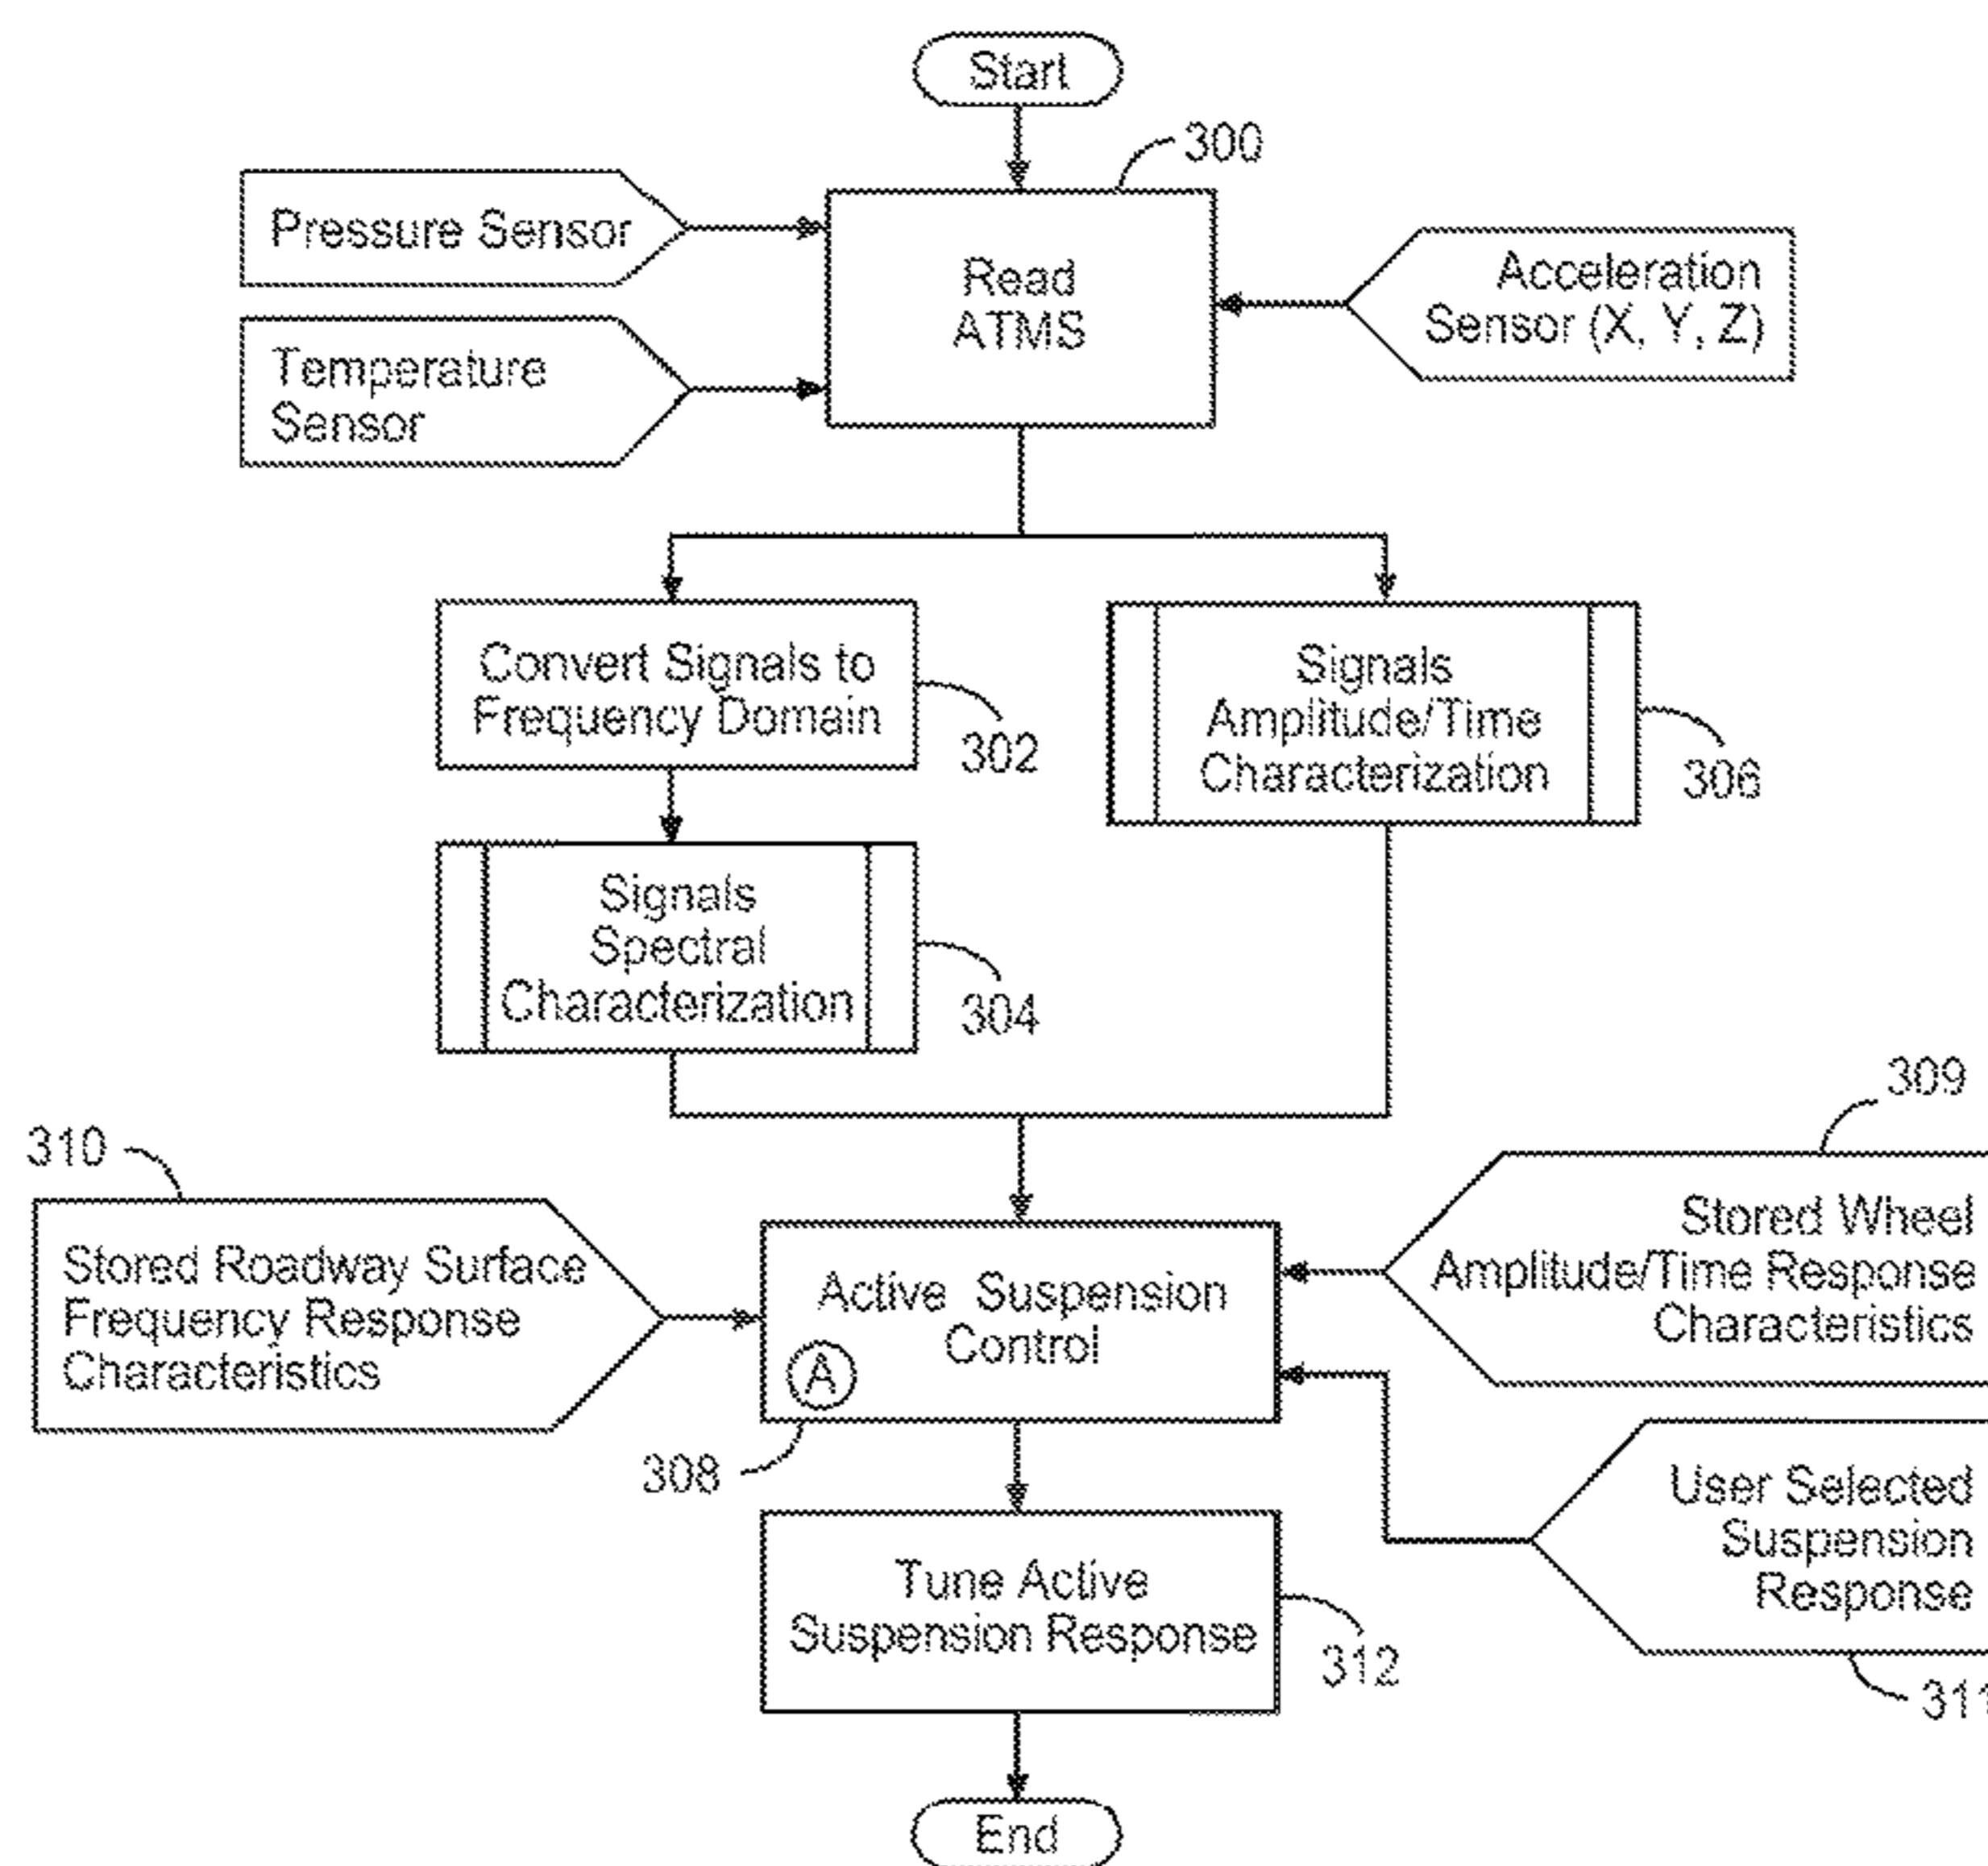 Start
300
Pressure Sensor
Read
ATMS
Acceleration
Sensor (X, Y, Z)
Temperature
Sensor
Convert Signals to
Frequency Domain
302
Signals
Amplitude/Time
Characterization
306
Signals
Spectral
Characterization
304
309
310
Stored Roadway Surface
Frequency Response
Characteristics
Active Suspension
Control
A
308
Stored Wheel
Amplitude/Time Response
Characteristics
User Selected
Suspension
Response
311
Tune Active
Suspension Response
312
End